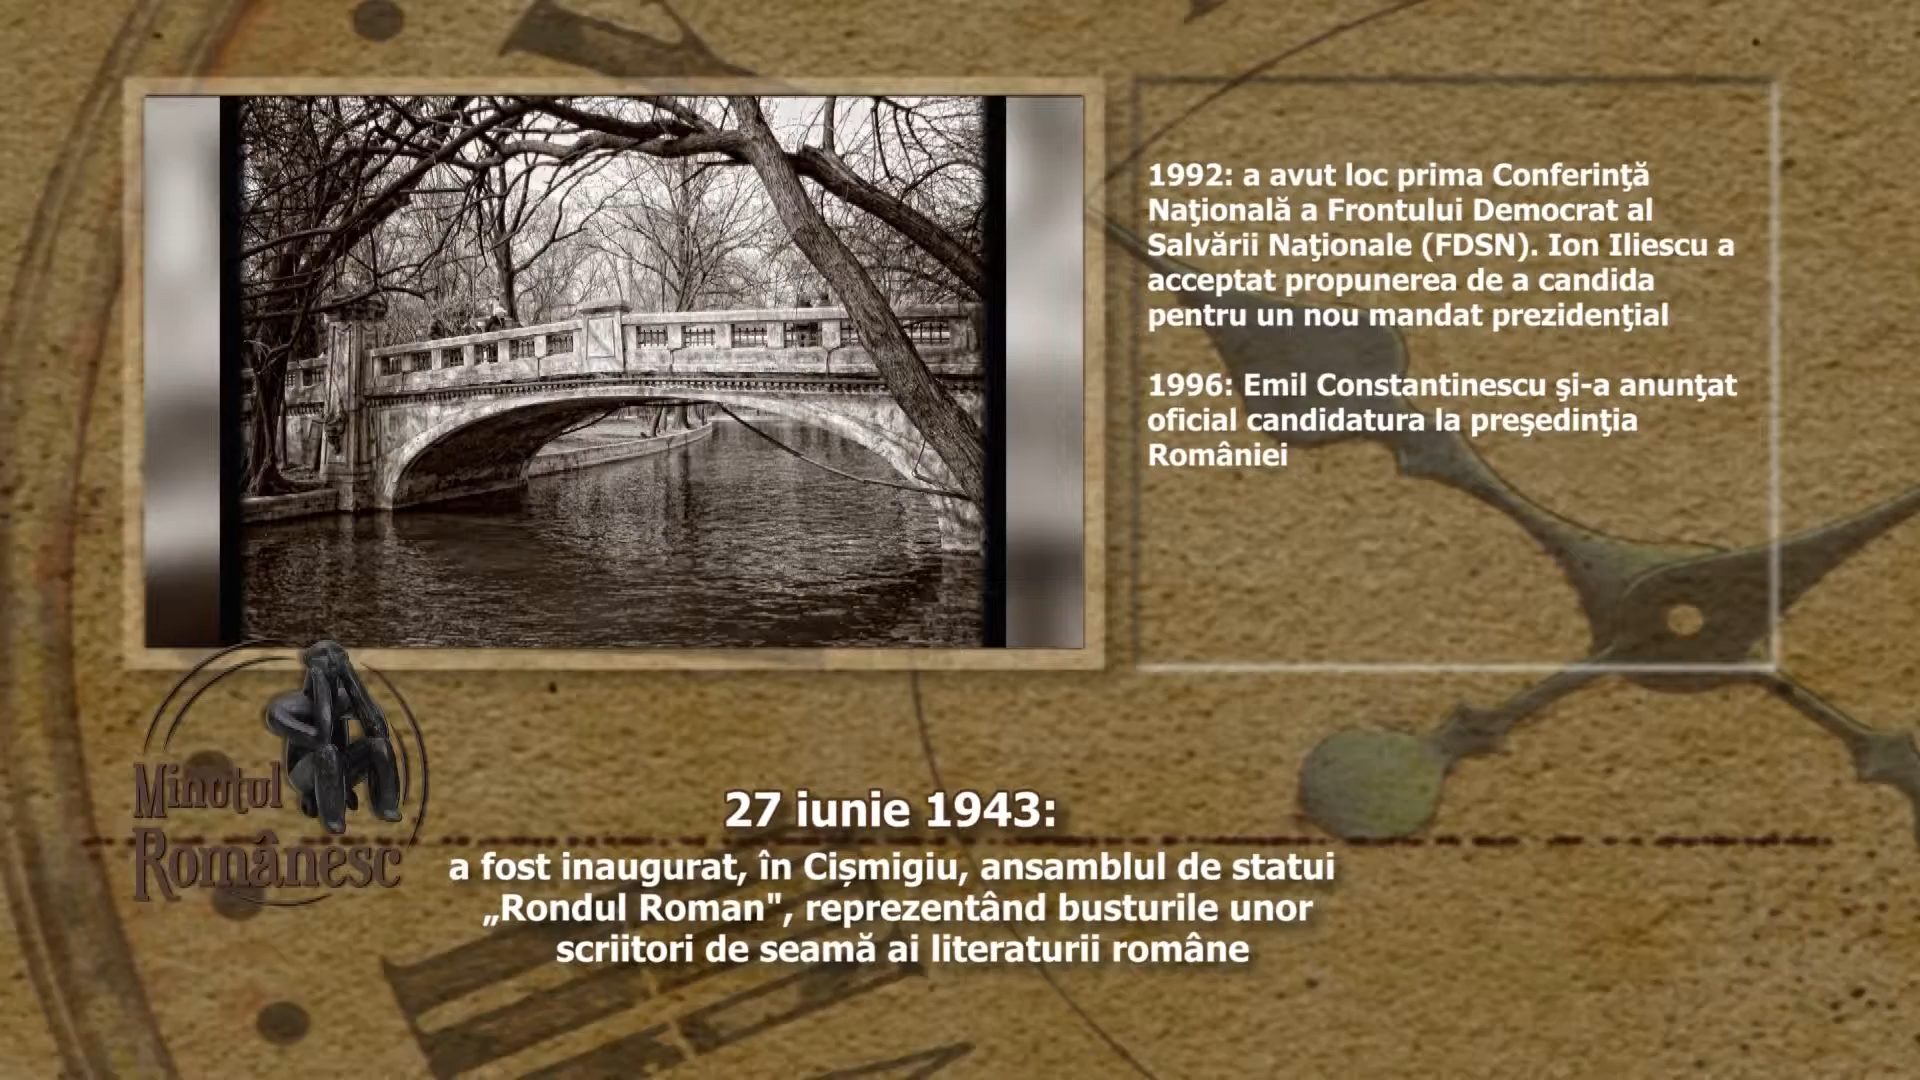 1992: a avut loc prima Conferinţă
Naţională a Frontului Democrat al
Salvării Naţionale (FDSN). Ion Iliescu a
acceptat propunerea de a candida
pentru un nou mandat prezidenţial
1996: Emil Constantinescu şi-a anunţat
oficial candidatura la preşedinţia
României
Minutul
Românesc
27 iunie 1943:
a fost inaugurat, în Cișmigiu, ansamblul de statui
„Rondul Roman", reprezentând busturile unor
scriitori de seamă ai literaturii române